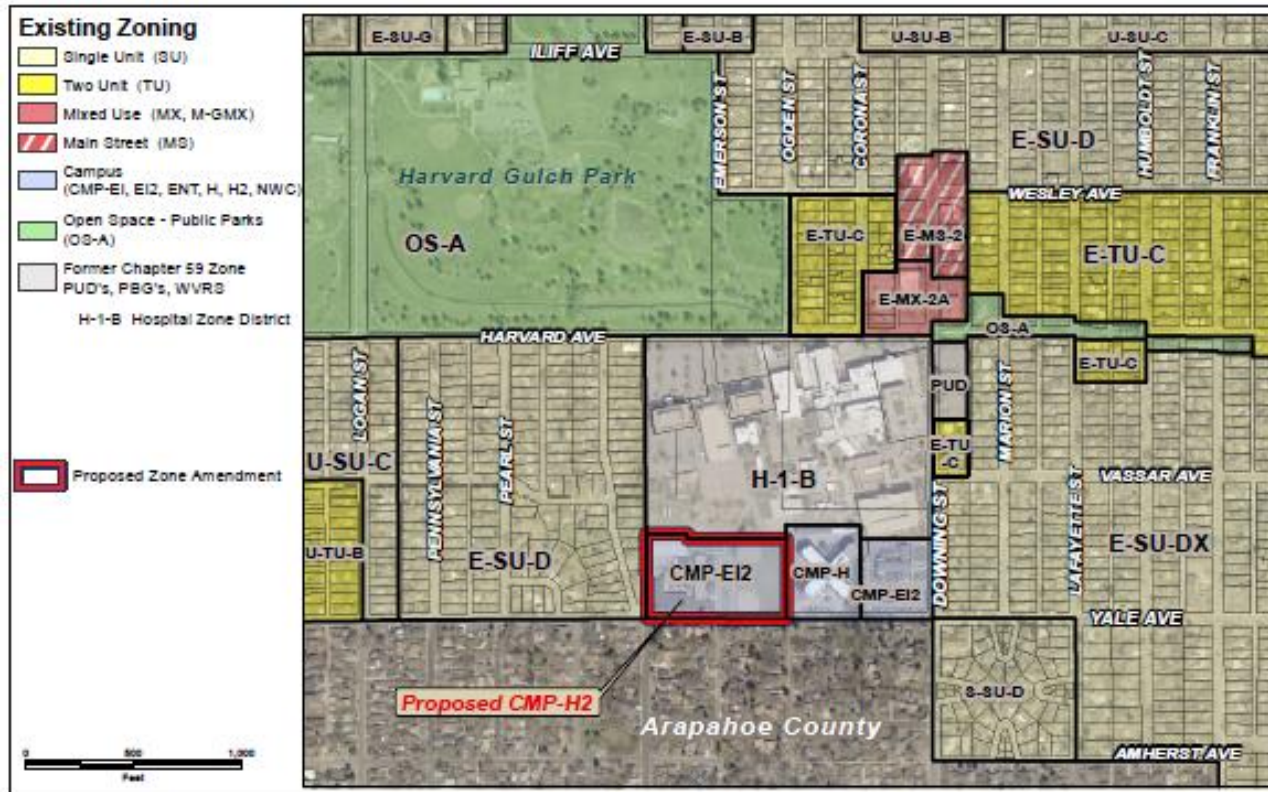 Existing Zoning
Single Unit (SU)
Two Unit (TU)
Mixed Use (MX, M-GMX)
Main Street (MS)
Campus
(CMP-EI, EI2, ENT, H, H2, NWC)
Open Space - Public Parks
(OS-A)
Former Chapter 59 Zone
PUD's, PBG's, WVRS
H-1-B Hospital Zone District
Proposed Zone Amendment
0 500 1,000
Feet
E-SU-G
E-SU-B
U-SU-B
U-SU-C
ILIFF AVE
EMERSON ST
OGDEN ST
CORONA ST
HUMBOLDT ST
FRANKLIN ST
E-SU-D
Harvard Gulch Park
WESLEY AVE
OS-A
E-TU-C
E-MS-2
E-TU-C
E-MX-2A
OS-A
HARVARD AVE
E-TU-C
LOGAN ST
PENNSYLVANIA ST
PEARL ST
PUD
MARION ST
E-TU
-C
U-SU-C
H-1-B
VASSAR AVE
DOWNING ST
LAFAYETTE ST
U-TU-B
E-SU-D
E-SU-DX
CMP-EI2
CMP-H
CMP-EI2
YALE AVE
Proposed CMP-H2
S-SU-D
Arapahoe County
AMHERST AVE